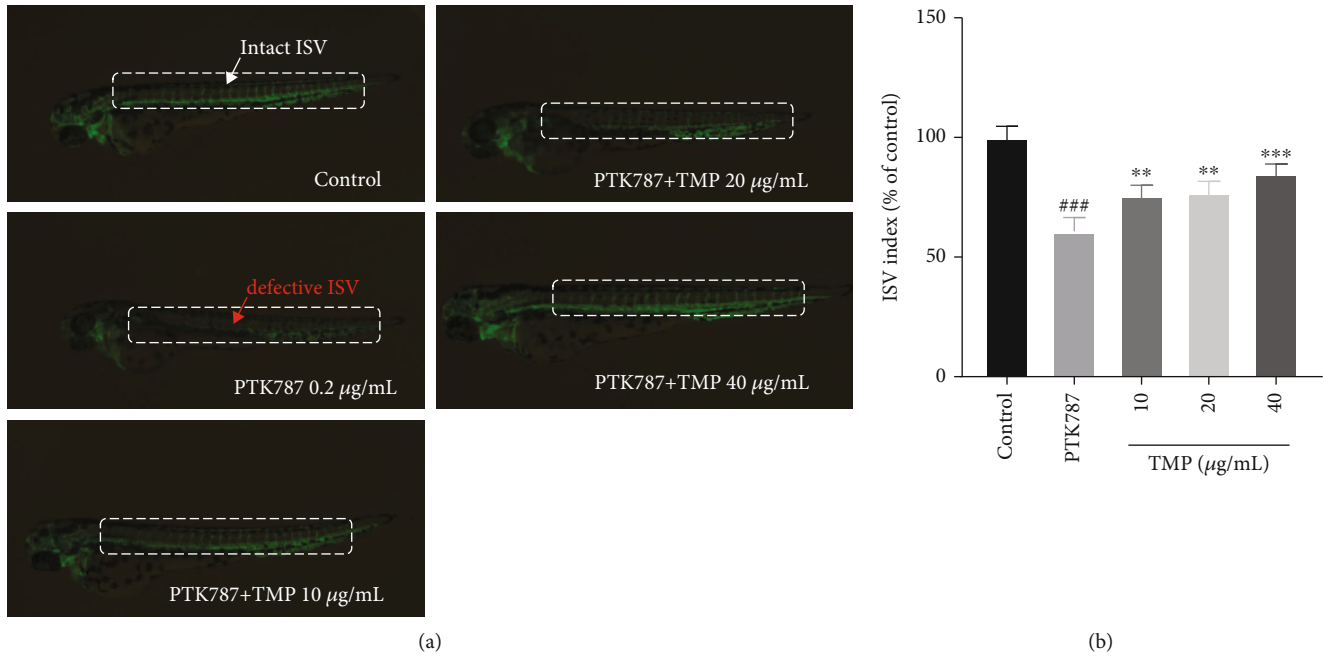 Intact ISV
Control
PTK787+TMP 20 μg/mL
defective ISV
PTK787 0.2 μg/mL
PTK787+TMP 40 μg/mL
PTK787+TMP 10 μg/mL
(a)
ISV index (% of control)
150
100
50
0
###
**
**
***
Control
PTK787
10
20
40
TMP (μg/mL)
(b)